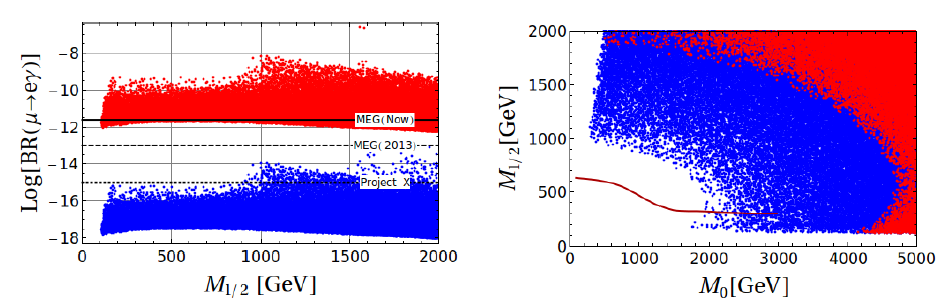 Log[BR(μ→eγ)]
−8
−10
−12
−14
−16
−18
MEG(Now)
MEG(2013)
Project X
0 500 1000 1500 2000
M1/2 [GeV]
M1/2[GeV]
2000
1500
1000
500
0
0 1000 2000 3000 4000 5000
M0[GeV]